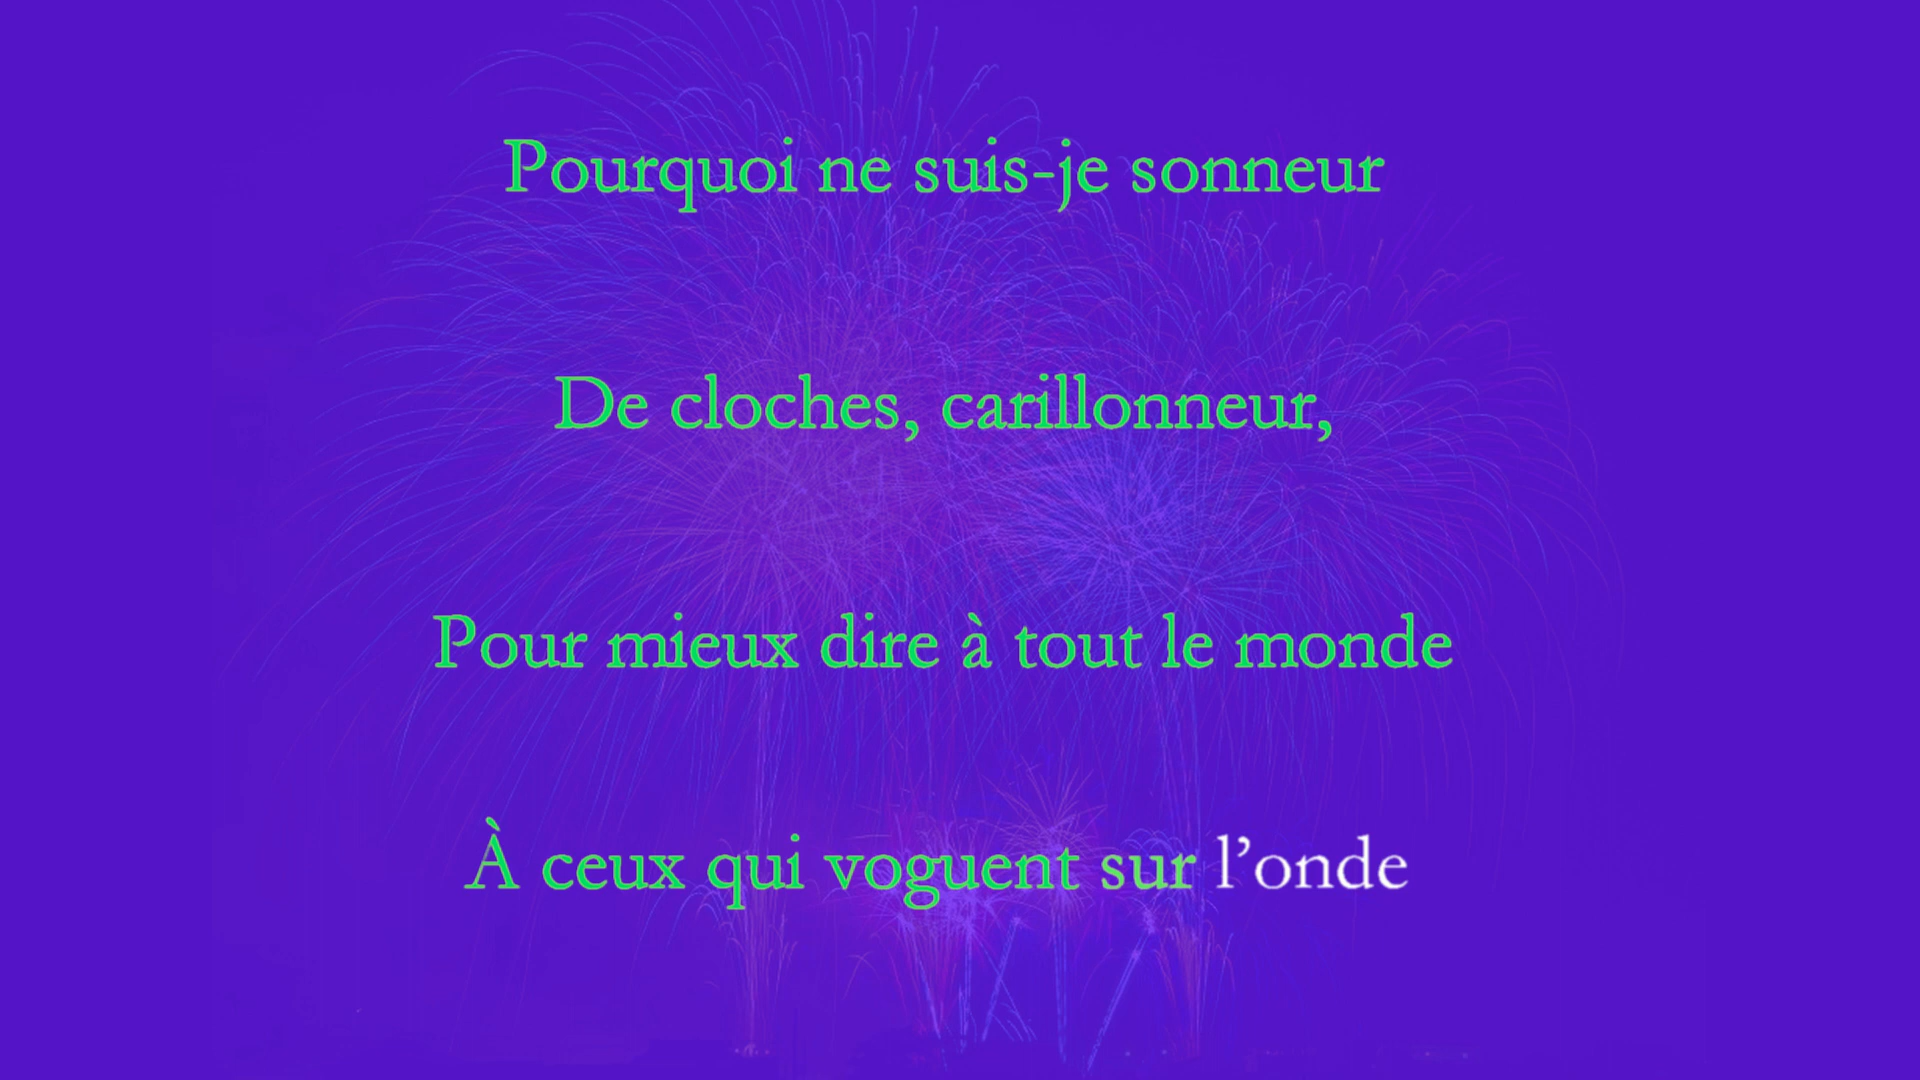 Pourquoi ne suis-je sonneur
De cloches, carillonneur,
Pour mieux dire à tout le monde
À ceux qui voguent sur l’onde